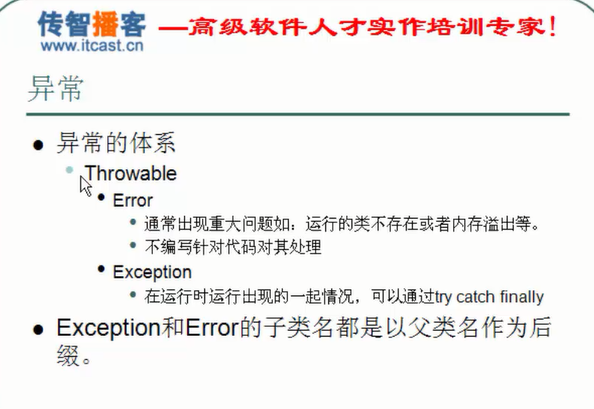 传智播客 —高级软件人才实作培训专家!
www.itcast.cn
异常
异常的体系
Throwable
Error
通常出现重大问题如：运行的类不存在或者内存溢出等。
不编写针对代码对其处理
Exception
在运行时运行出现的一起情况，可以通过try catch finally
Exception和Error的子类名都是以父类名作为后
缀。